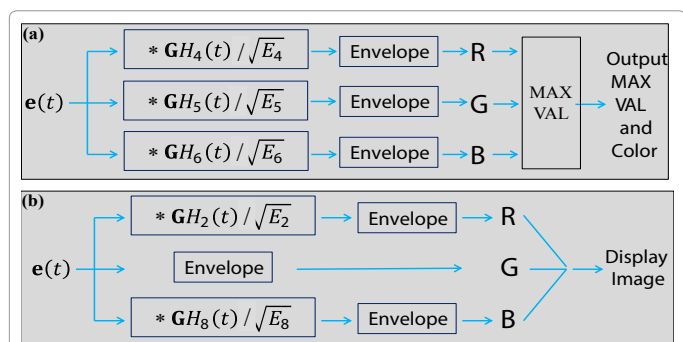 (a)
∗ GH₄(t) / √E₄ Envelope R
e(t) ∗ GH₅(t) / √E₅ Envelope G
∗ GH₆(t) / √E₆ Envelope B
MAX
VAL
Output
MAX
VAL
and
Color
(b)
∗ GH₂(t) / √E₂ Envelope R
e(t) Envelope G
∗ GH₈(t) / √E₈ Envelope B
Display
Image